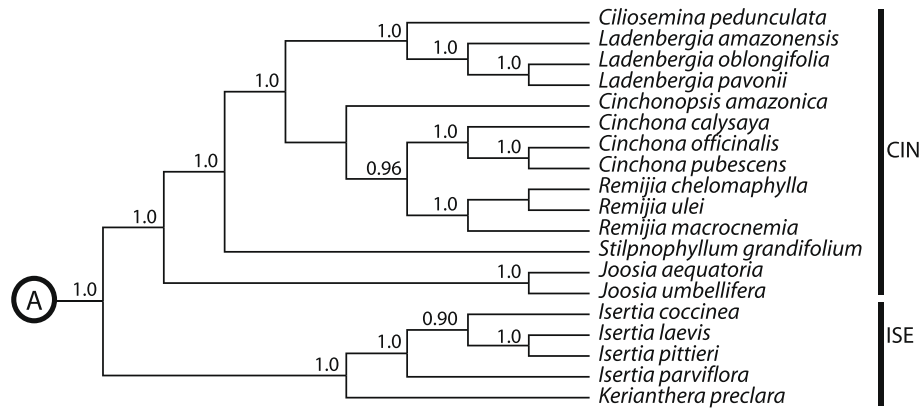 Ciliosemina pedunculata
1.0
Ladenbergia amazonensis
1.0
Ladenbergia oblongifolia
1.0
Ladenbergia pavonii
1.0
Cinchonopsis amazonica
Cinchona calysaya
1.0
Cinchona officinalis
1.0
CIN
Cinchona pubescens
1.0
0.96
Remijia chelomaphylla
Remijia ulei
1.0
Remijia macrocnemia
1.0
Stilpnophyllum grandifolium
Joosia aequatoria
1.0
Joosia umbellifera
A
1.0
Isertia coccinea
0.90
Isertia laevis
1.0
ISE
Isertia pittieri
1.0
Isertia parviflora
1.0
Kerianthera preclara